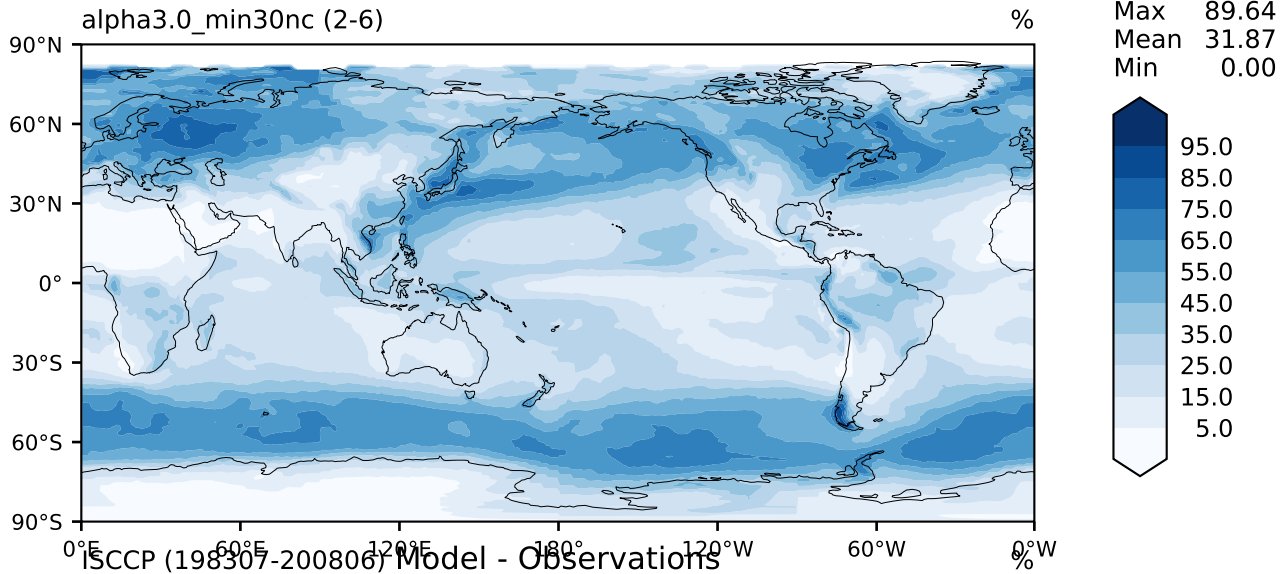 alpha3.0_min30nc (2-6) %
Max 89.64
Mean 31.87
Min 0.00
90°N
60°N
30°N
0°
30°S
60°S
90°S
95.0
85.0
75.0
65.0
55.0
45.0
35.0
25.0
15.0
5.0
0°E 60°E 120°E 180° 120°W 60°W 0°W
ISCCP (198307-200806) Model - Observations %